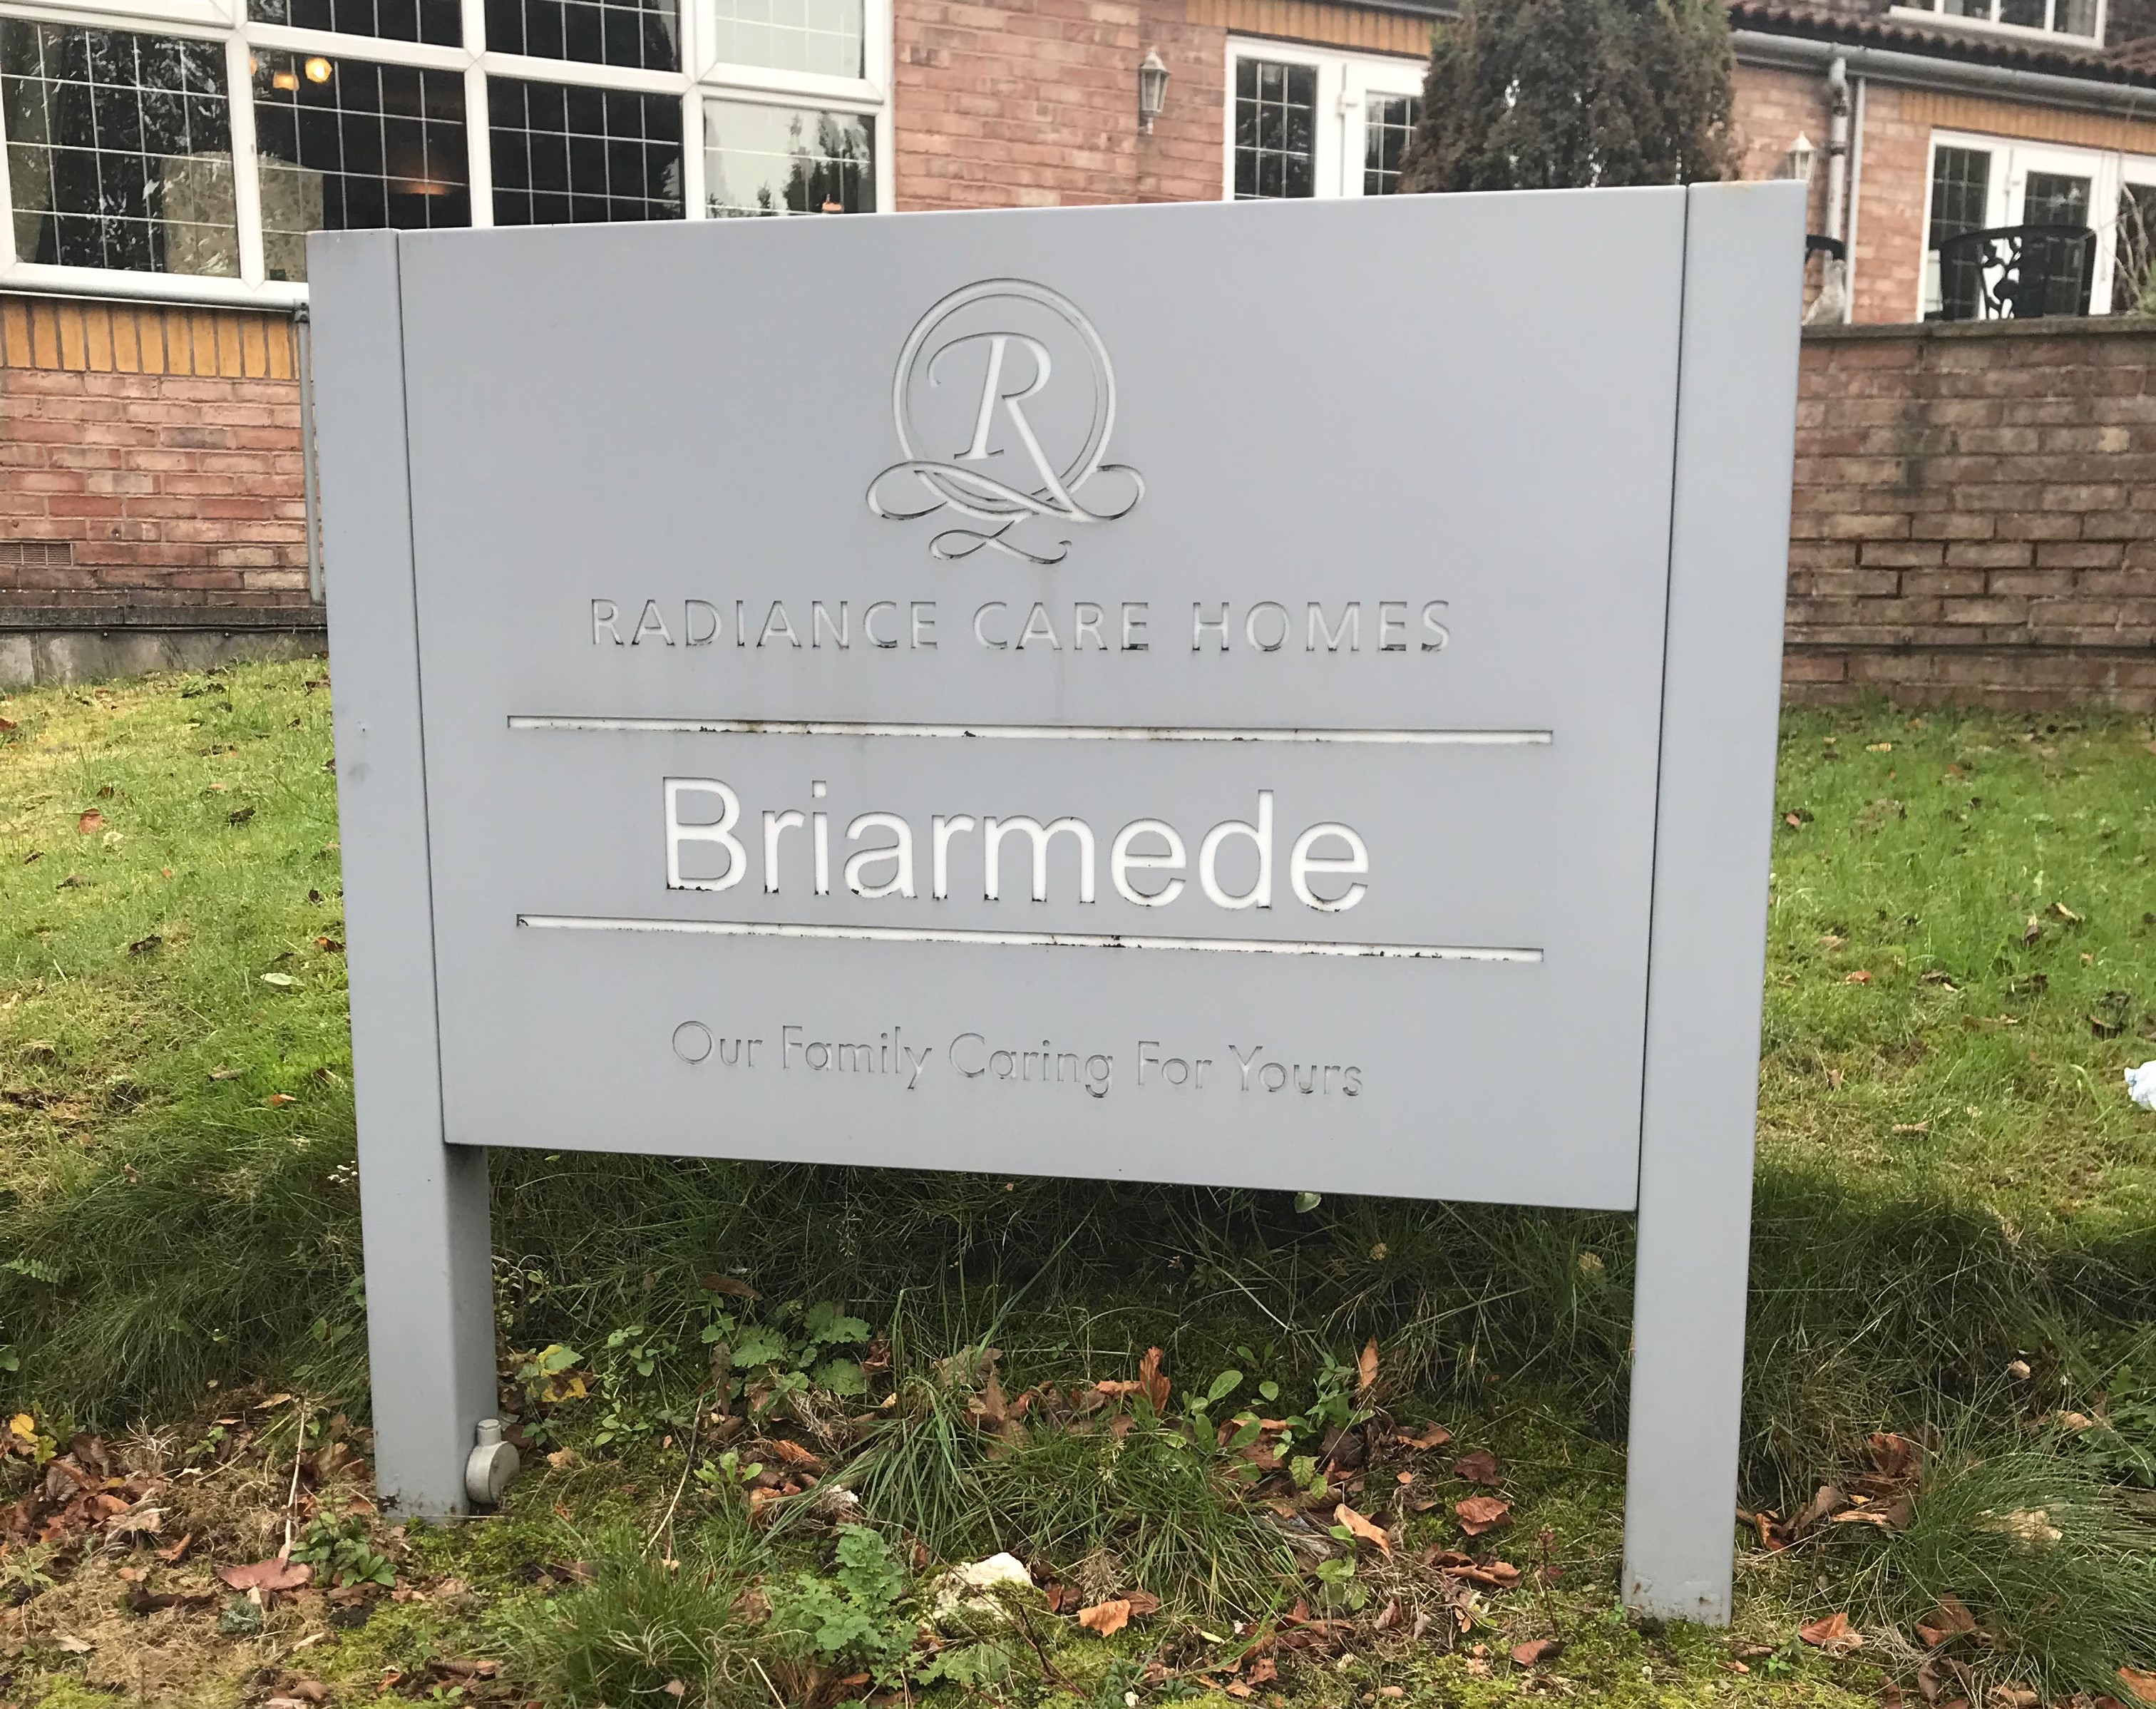 R
RADIANCE CARE HOMES
Briarmede
Our Family Caring For Yours